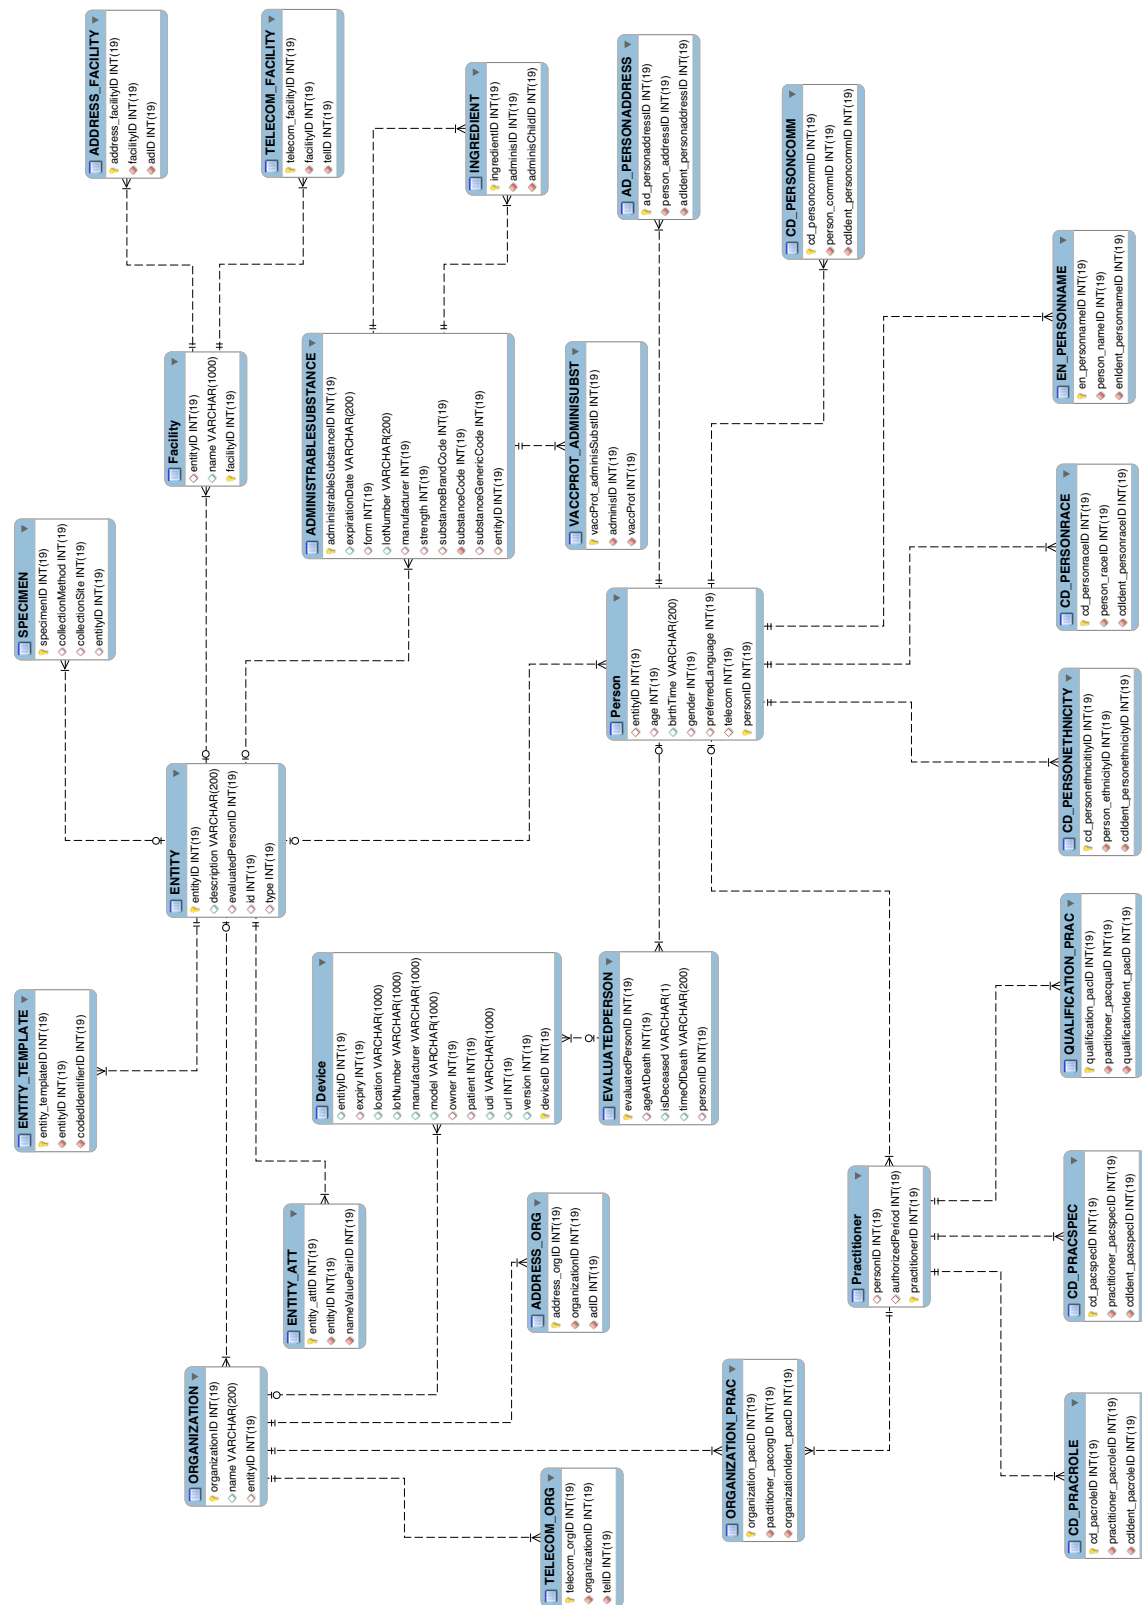 ADDRESS_FACILITY
address_facilityID INT(19)
facilityID INT(19)
adID INT(19)
TELECOM_FACILITY
telecom_facilityID INT(19)
facilityID INT(19)
telID INT(19)
INGREDIENT
ingredientID INT(19)
adminisID INT(19)
adminisChildID INT(19)
AD_PERSONADDRESS
ad_personaddressID INT(19)
person_addressID INT(19)
adIdent_personaddressID INT(19)
CD_PERSONCOMM
cd_personcommID INT(19)
person_commID INT(19)
cdIdent_personcommID INT(19)
EN_PERSONNAME
en_personnameID INT(19)
person_nameID INT(19)
enIdent_personnameID INT(19)
Facility
entityID INT(19)
name VARCHAR(1000)
facilityID INT(19)
ADMINISTRABLESUBSTANCE
administrableSubstanceID INT(19)
expirationDate VARCHAR(200)
form INT(19)
lotNumber VARCHAR(200)
manufacturer INT(19)
strength INT(19)
substanceBrandCode INT(19)
substanceCode INT(19)
substanceGenericCode INT(19)
entityID INT(19)
VACCPROT_ADMINISUBST
vaccProt_adminisSubstID INT(19)
adminisID INT(19)
vaccProt INT(19)
SPECIMEN
specimenID INT(19)
collectionMethod INT(19)
collectionSite INT(19)
entityID INT(19)
CD_PERSONRACE
cd_personraceID INT(19)
person_raceID INT(19)
cdIdent_personraceID INT(19)
Person
entityID INT(19)
age INT(19)
birthTime VARCHAR(200)
gender INT(19)
preferredLanguage INT(19)
telecom INT(19)
personID INT(19)
CD_PERSONETHNICITY
cd_personethnicitityID INT(19)
person_ethnicityID INT(19)
cdIdent_personethnicityID INT(19)
ENTITY
entityID INT(19)
description VARCHAR(200)
evaluatedPersonID INT(19)
id INT(19)
type INT(19)
ENTITY_TEMPLATE
entity_templateID INT(19)
entityID INT(19)
codedIdentifierID INT(19)
Device
entityID INT(19)
expiry INT(19)
location VARCHAR(1000)
lotNumber VARCHAR(1000)
manufacturer VARCHAR(1000)
model VARCHAR(1000)
owner INT(19)
patient INT(19)
udi VARCHAR(1000)
url INT(19)
version INT(19)
deviceID INT(19)
EVALUATEDPERSON
evaluatedPersonID INT(19)
ageAtDeath INT(19)
isDeceased VARCHAR(1)
timeOfDeath VARCHAR(200)
personID INT(19)
QUALIFICATION_PRAC
qualification_pacID INT(19)
pactitioner_pacqualD INT(19)
qualificationIdent_pacID INT(19)
ENTITY_ATT
entity_attID INT(19)
entityID INT(19)
nameValuePairID INT(19)
ADDRESS_ORG
address_orgID INT(19)
organizationID INT(19)
adID INT(19)
Practitioner
personID INT(19)
authorizedPeriod INT(19)
practitionerID INT(19)
CD_PRACSPEC
cd_pacspecID INT(19)
practitioner_pacspecID INT(19)
cdIdent_pacspecID INT(19)
ORGANIZATION
organizationID INT(19)
name VARCHAR(200)
entityID INT(19)
ORGANIZATION_PRAC
organization_pacID INT(19)
pactitioner_pacorgID INT(19)
organizationIdent_pacID INT(19)
TELECOM_ORG
telecom_orgID INT(19)
organizationID INT(19)
telID INT(19)
CD_PRACROLE
cd_pacroleID INT(19)
practitioner_pacroleID INT(19)
cdIdent_pacroleID INT(19)